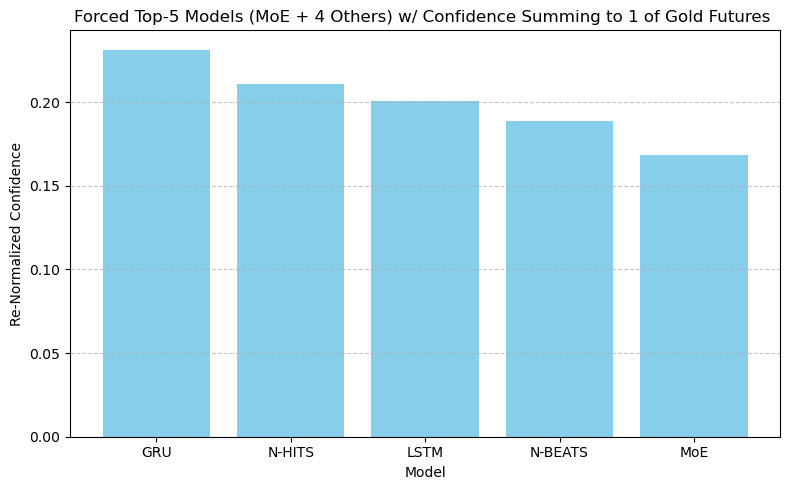 Forced Top-5 Models (MoE + 4 Others) w/ Confidence Summing to 1 of Gold Futures
Re-Normalized Confidence
0.20
0.15
0.10
0.05
0.00
GRU N-HITS LSTM N-BEATS MoE
Model